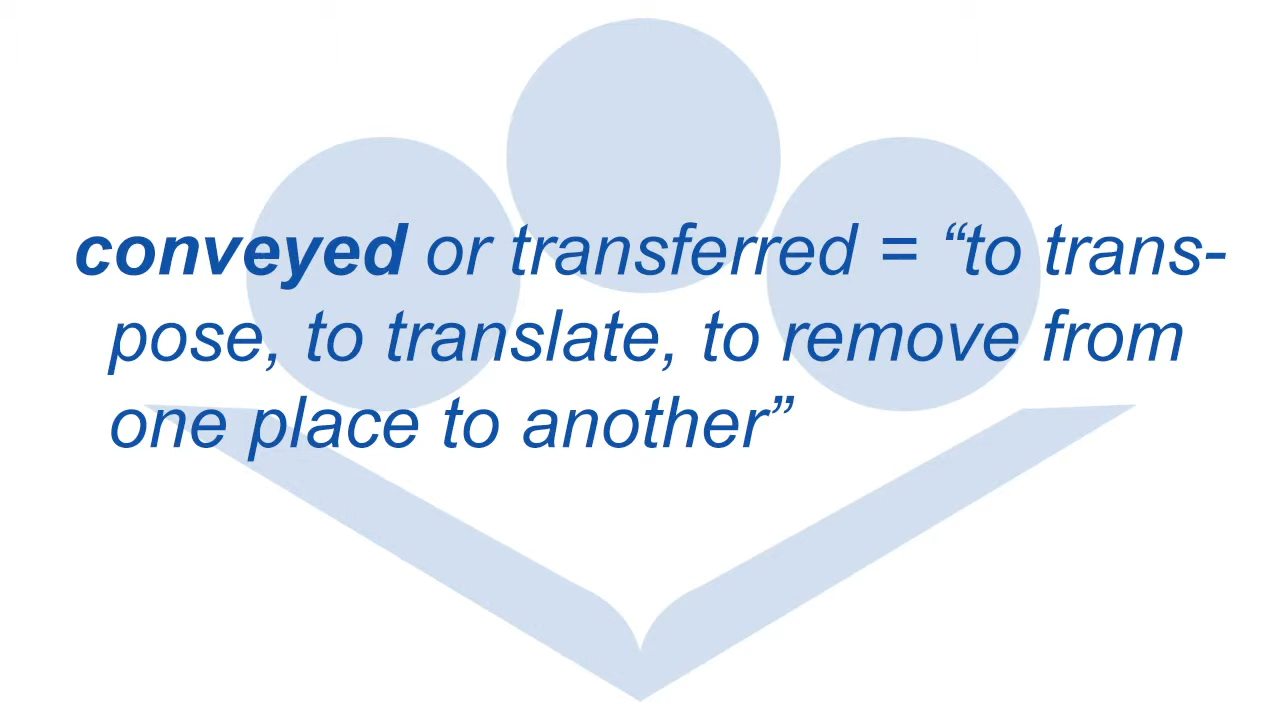 conveyed or transferred = “to trans-
pose, to translate, to remove from
one place to another”